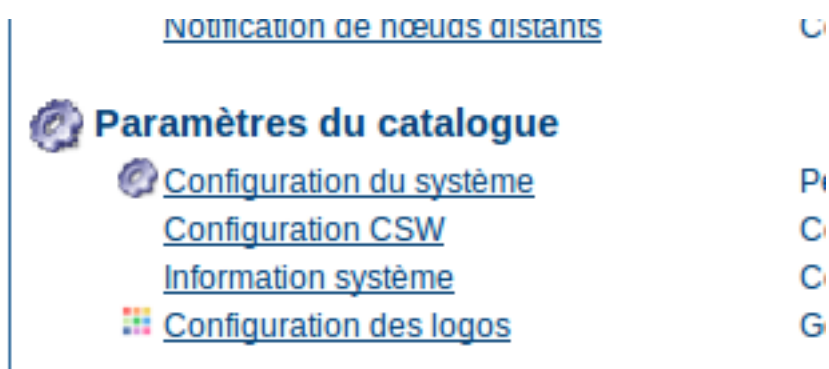 Notification de nœuds distants
Paramètres du catalogue
Configuration du système
Configuration CSW
Information système
Configuration des logos